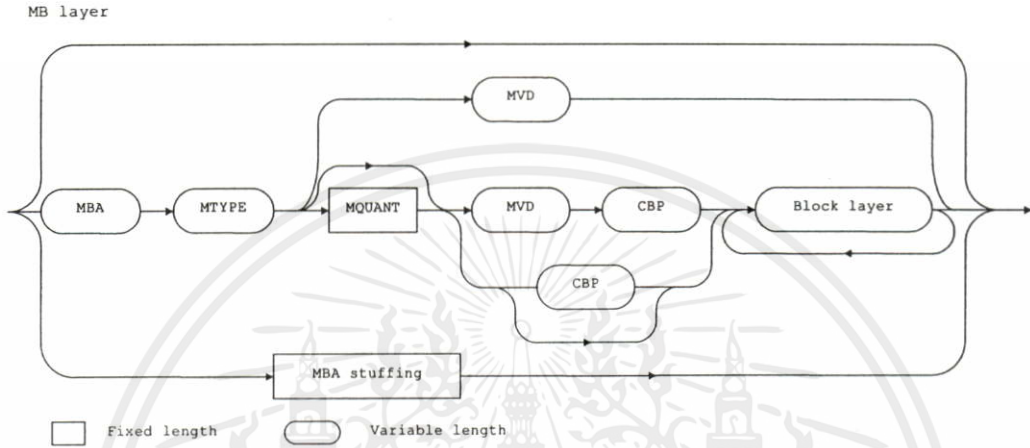 MB layer
MVD
MBA
MTYPE
MQUANT
MVD
CBP
Block layer
CBP
MBA stuffing
Fixed length
Variable length